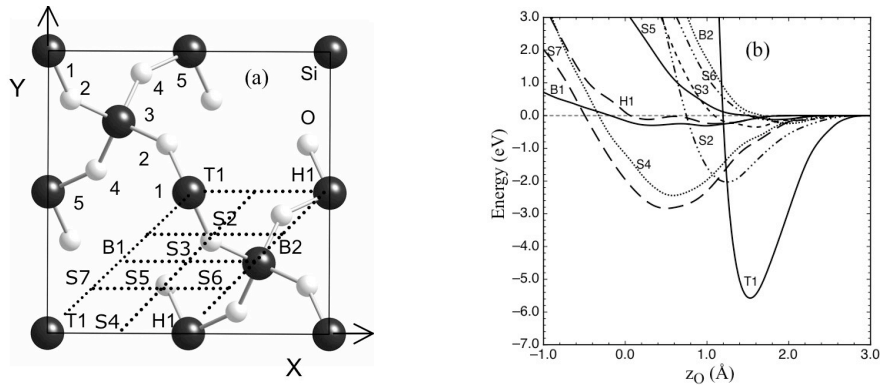 Y
(a)
Si
1
2
4
5
3
O
2
4
1
T1
H1
5
S2
B1
S3
B2
S7
S5
S6
T1
S4
H1
X
(b)
3.0
2.0
1.0
0.0
−1.0
−2.0
−3.0
−4.0
−5.0
−6.0
−7.0
Energy (eV)
S5
B2
S7
S6
S3
B1
H1
S2
S4
T1
−1.0
0.0
1.0
2.0
3.0
zO (Å)